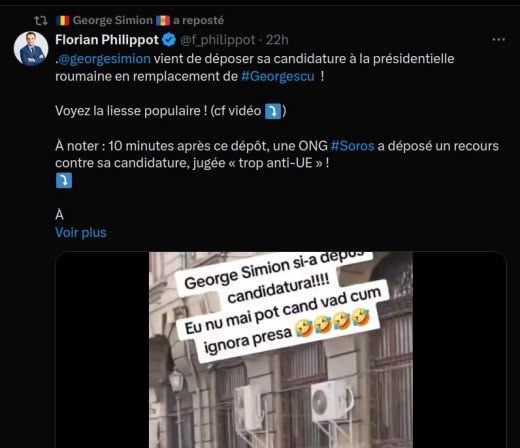 George Simion a reposté
Florian Philippot @f_philippot · 22h
.@georgesimion vient de déposer sa candidature à la présidentielle
roumaine en remplacement de #Georgescu !
Voyez la liesse populaire ! (cf vidéo ⤵️)
À noter : 10 minutes après ce dépôt, une ONG #Soros a déposé un recours
contre sa candidature, jugée « trop anti-UE » !
⤵️
À
Voir plus
George Simion si-a depus
candidatura!!!!
Eu nu mai pot cand vad cum
ignora presa 🤣🤣🤣🤣